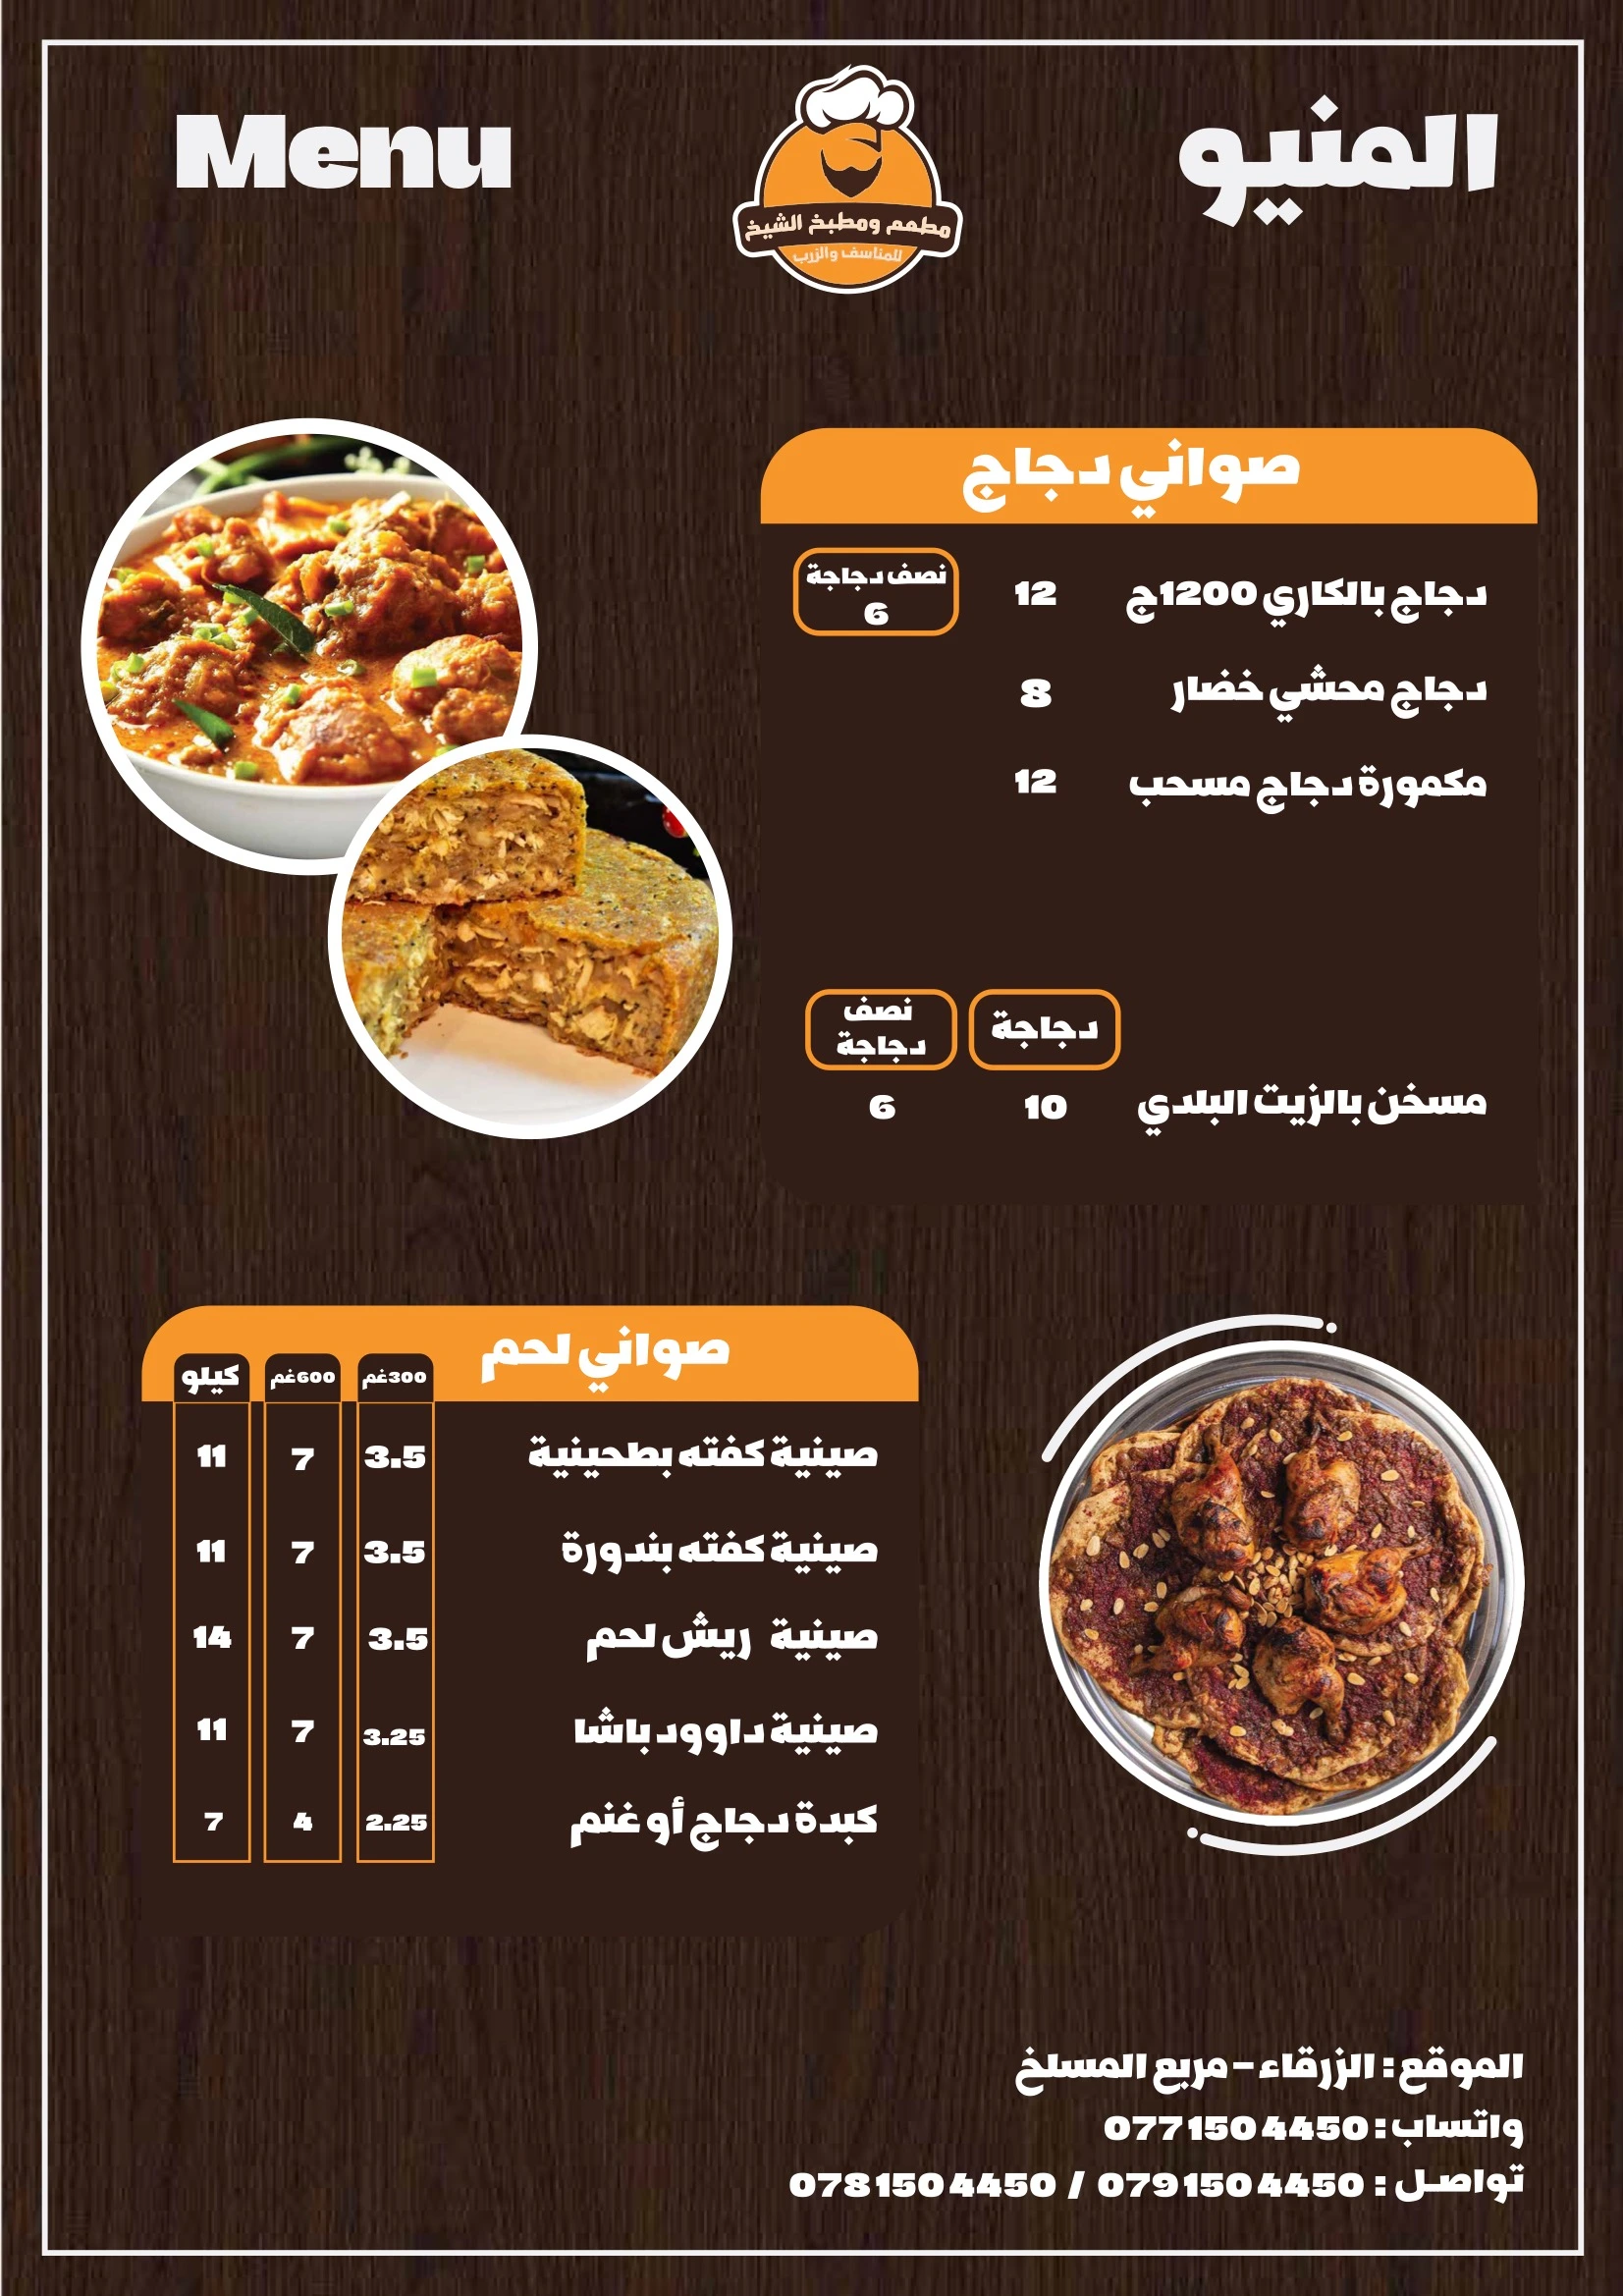 المنيو
Menu
مطعم ومطبخ الشيخ
للمناسف والزرب
صواني دجاج
دجاج بالكاري 1200ج 12
نصف دجاجة
6
دجاج محشي خضار 8
مكمورة دجاج مسحب 12
دجاجة
نصف
دجاجة
مسخن بالزيت البلدي 10 6
صواني لحم
300غم 600غم كيلو
صينية كفته بطحينية 3.5 7 11
صينية كفته بندورة 3.5 7 11
صينية ريش لحم 3.5 7 14
صينية داوود باشا 3.25 7 11
كبدة دجاج أو غنم 2.25 4 7
الموقع : الزرقاء - مربع المسلخ
واتساب : 0771504450
تواصل : 0791504450 / 0781504450